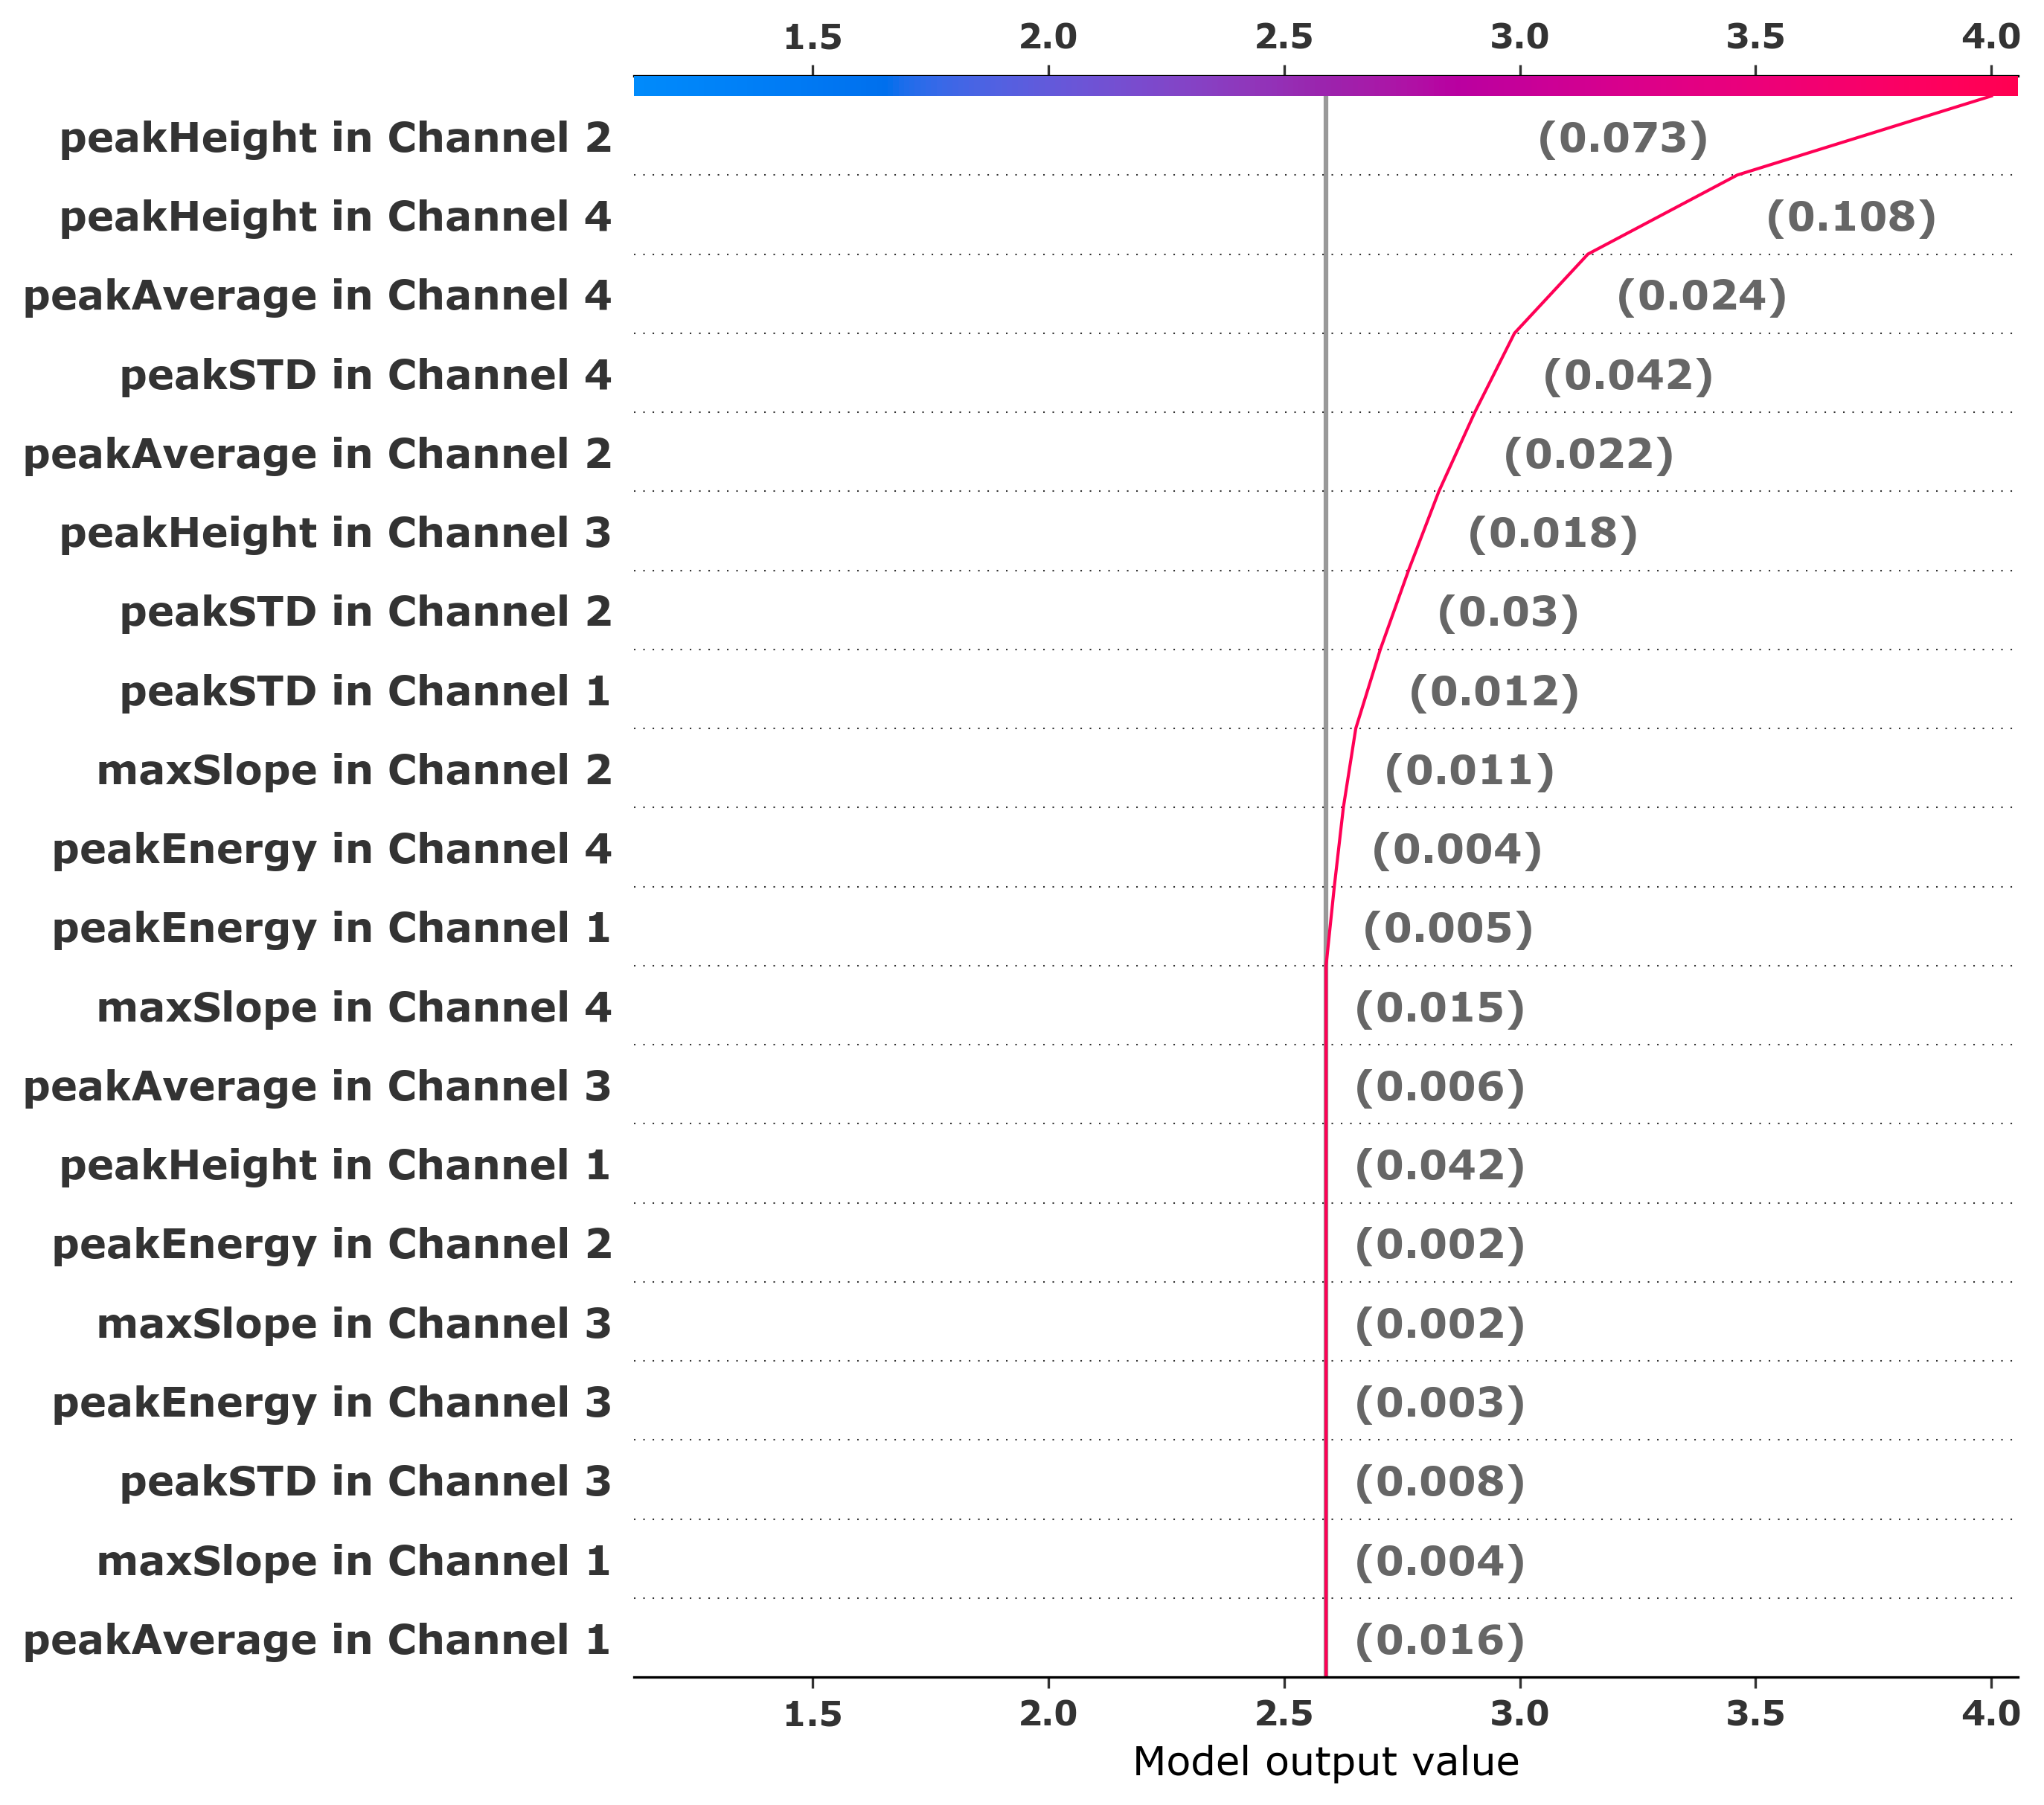 1.5 2.0 2.5 3.0 3.5 4.0
peakHeight in Channel 2 (0.073)
peakHeight in Channel 4 (0.108)
peakAverage in Channel 4 (0.024)
peakSTD in Channel 4 (0.042)
peakAverage in Channel 2 (0.022)
peakHeight in Channel 3 (0.018)
peakSTD in Channel 2 (0.03)
peakSTD in Channel 1 (0.012)
maxSlope in Channel 2 (0.011)
peakEnergy in Channel 4 (0.004)
peakEnergy in Channel 1 (0.005)
maxSlope in Channel 4 (0.015)
peakAverage in Channel 3 (0.006)
peakHeight in Channel 1 (0.042)
peakEnergy in Channel 2 (0.002)
maxSlope in Channel 3 (0.002)
peakEnergy in Channel 3 (0.003)
peakSTD in Channel 3 (0.008)
maxSlope in Channel 1 (0.004)
peakAverage in Channel 1 (0.016)
1.5 2.0 2.5 3.0 3.5 4.0
Model output value